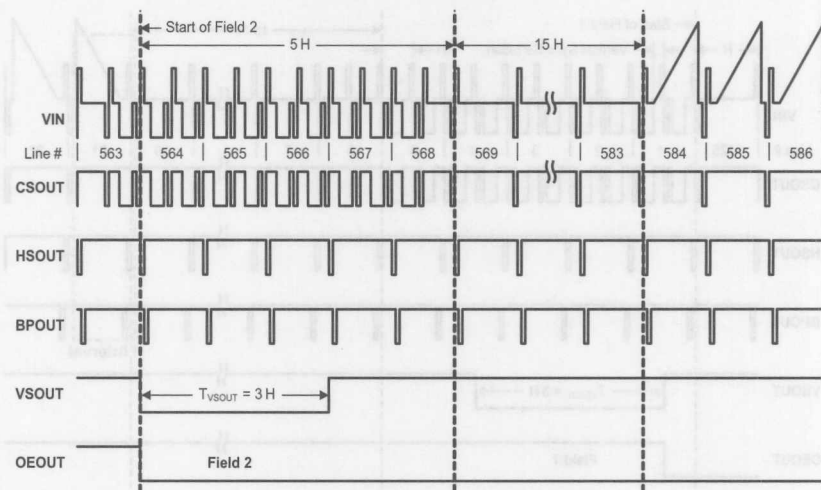 Start of Field 2
5 H
15 H
VIN
Line # 563 564 565 566 567 568 569 583 584 585 586
CSOUT
HSOUT
BPOUT
VSOUT
TVSOUT = 3 H
OEOUT
Field 2